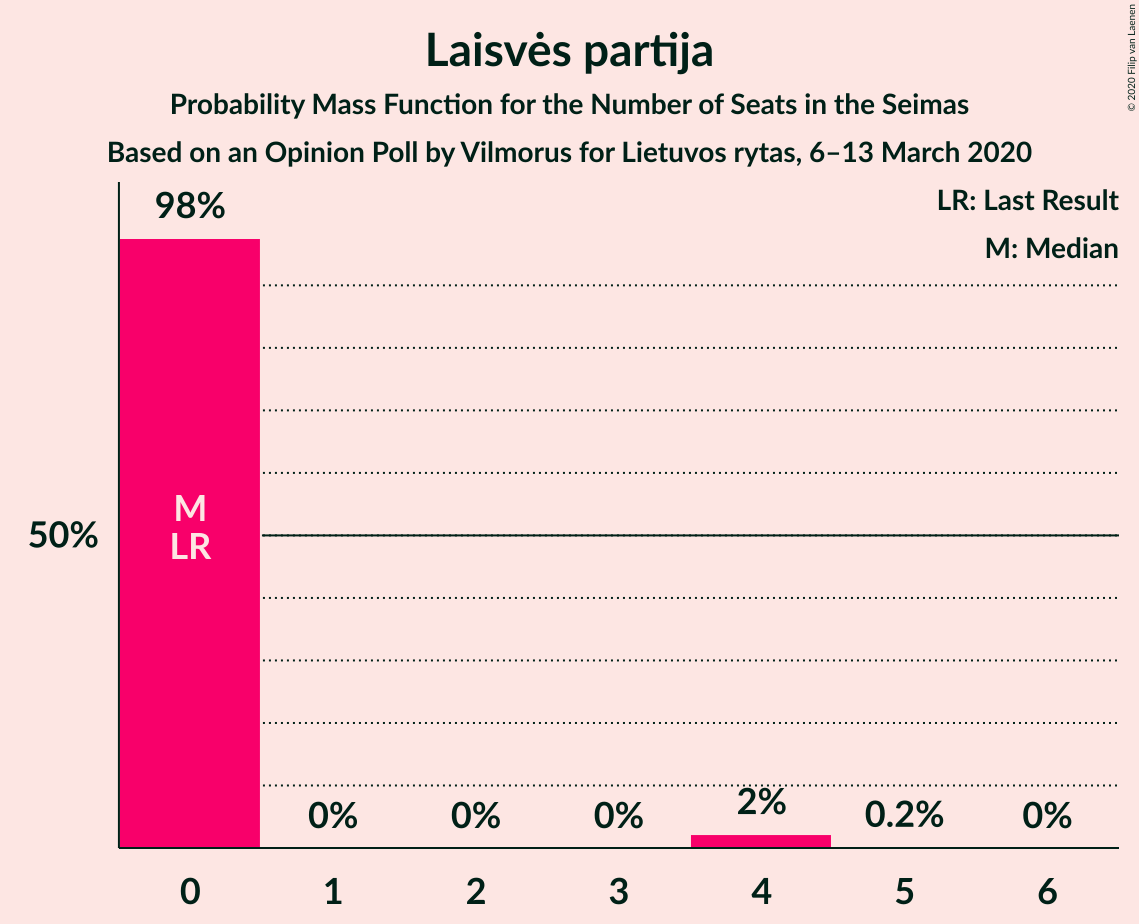 Laisvės partija
Probability Mass Function for the Number of Seats in the Seimas
Based on an Opinion Poll by Vilmorus for Lietuvos rytas, 6–13 March 2020
© 2020 Filip van Laenen
LR: Last Result
M: Median
98%
50%
M
LR
0% 0% 0% 2% 0.2% 0%
0 1 2 3 4 5 6